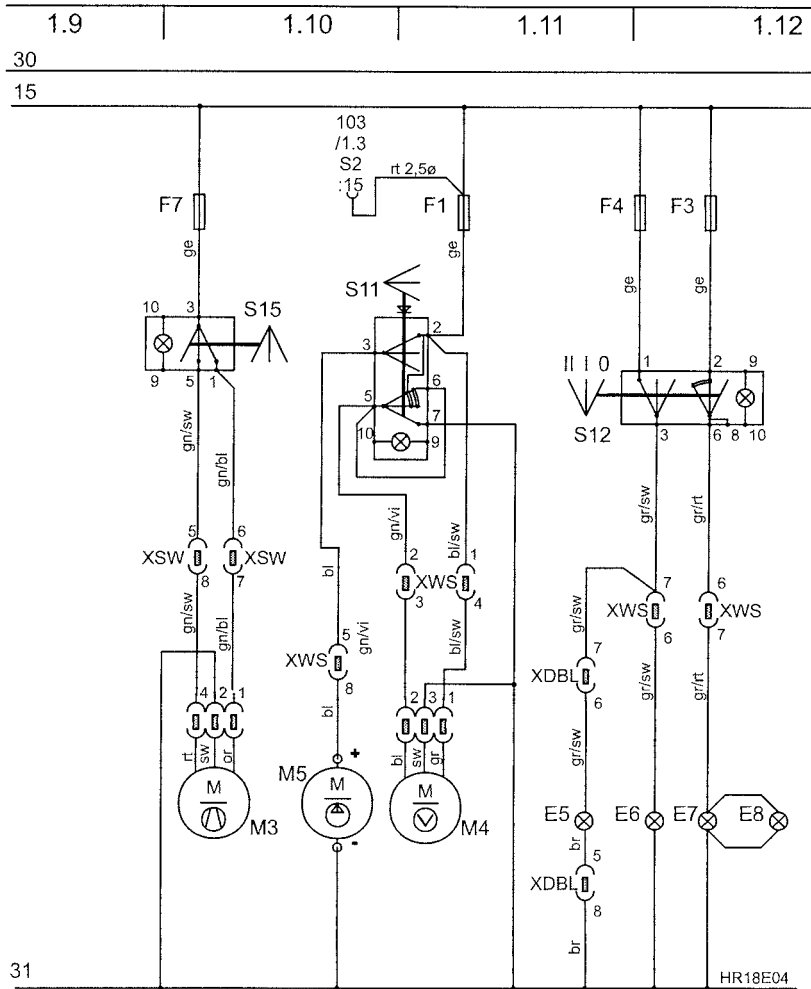 1.9 1.10 1.11 1.12
30
15
103
/1.3
S2
:15
rt 2,5ø
F7 F1 F4 F3
ge ge ge ge
S15 S11 S12
10 3
9 5 1
2
3
6
5
7
10 9
II I 0
1 2 9
3 6 8 10
gn/sw gn/bl gn/vi bl/sw gr/sw gr/rt
5 6
XSW XSW
8 7
gn/sw gn/bl
bl
2 1
XWS
3 4
gn/vi bl/sw
5
XWS
8
bl
gr/sw
7 6
XWS XWS
6 7
7
XDBL
6
gr/sw gr/sw gr/rt
4 2 1
rt sw or
M
M3
M5
+
M
-
2 3 1
bl sw gr
M
M4
E5 E6 E7 E8
br
5
XDBL
8
br
31
HR18E04